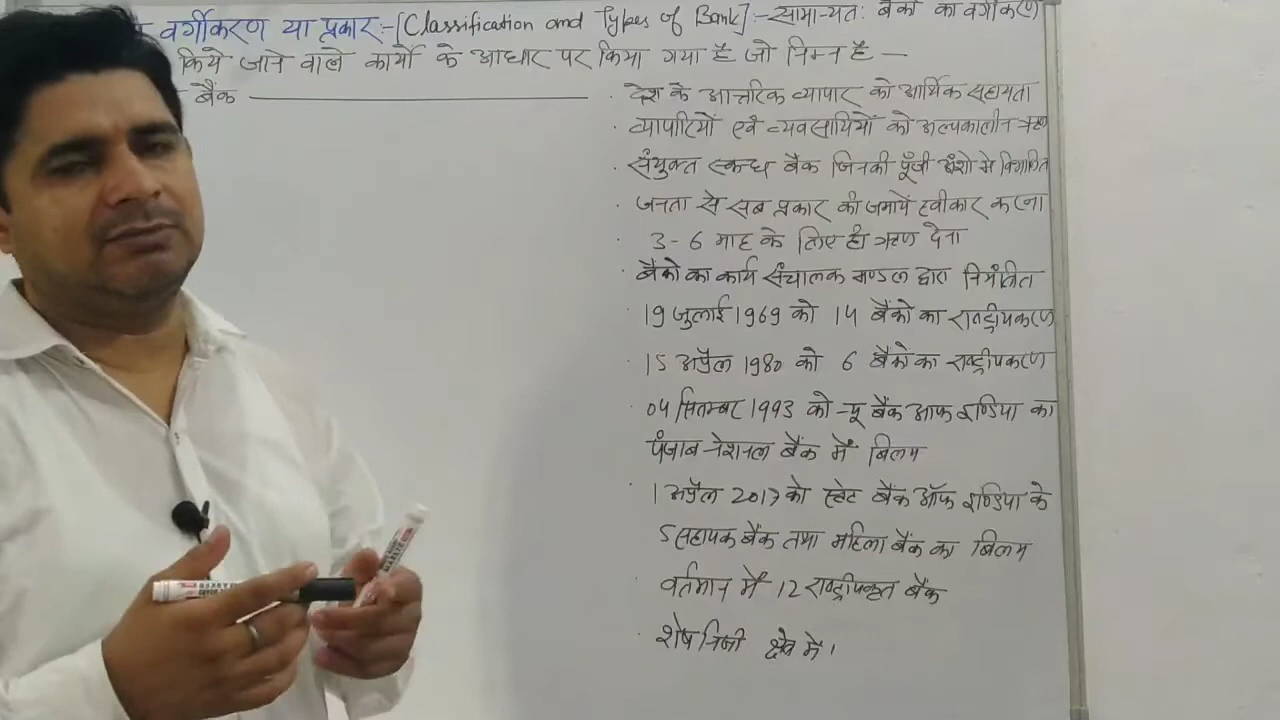 वर्गीकरण या प्रकार:-[Classification and Types of Bank]:- सामान्यत: बैंकों का वर्गीकरण
किये जाने वाले कार्यों के आधार पर किया गया है जो निम्न है —
बैंक
· देश के आन्तरिक व्यापार को आर्थिक सहायता
· व्यापारियों एवं व्यवसायियों को अल्पकालीन ऋण
· संयुक्त स्कन्ध बैंक जिनकी पूँजी अंशो से विभाजित
· जनता से सब प्रकार की जमायें स्वीकार करना
· 3-6 माह के लिए ही ऋण देना
· बैंकों का कार्य संचालक मण्डल द्वारा नियंत्रित
· 19 जुलाई 1969 को 14 बैंकों का राष्ट्रीयकरण
· 15 अप्रैल 1980 को 6 बैंकों का राष्ट्रीयकरण
· 04 सितम्बर 1993 को न्यू बैंक आफ इण्डिया का
पंजाब नेशनल बैंक में बिलय
· 1 अप्रैल 2017 को स्टेट बैंक ऑफ इण्डिया के
5 सहायक बैंक तथा महिला बैंक का बिलय
· वर्तमान में 12 राष्ट्रीयकृत बैंक
· शेष निजी क्षेत्र में।